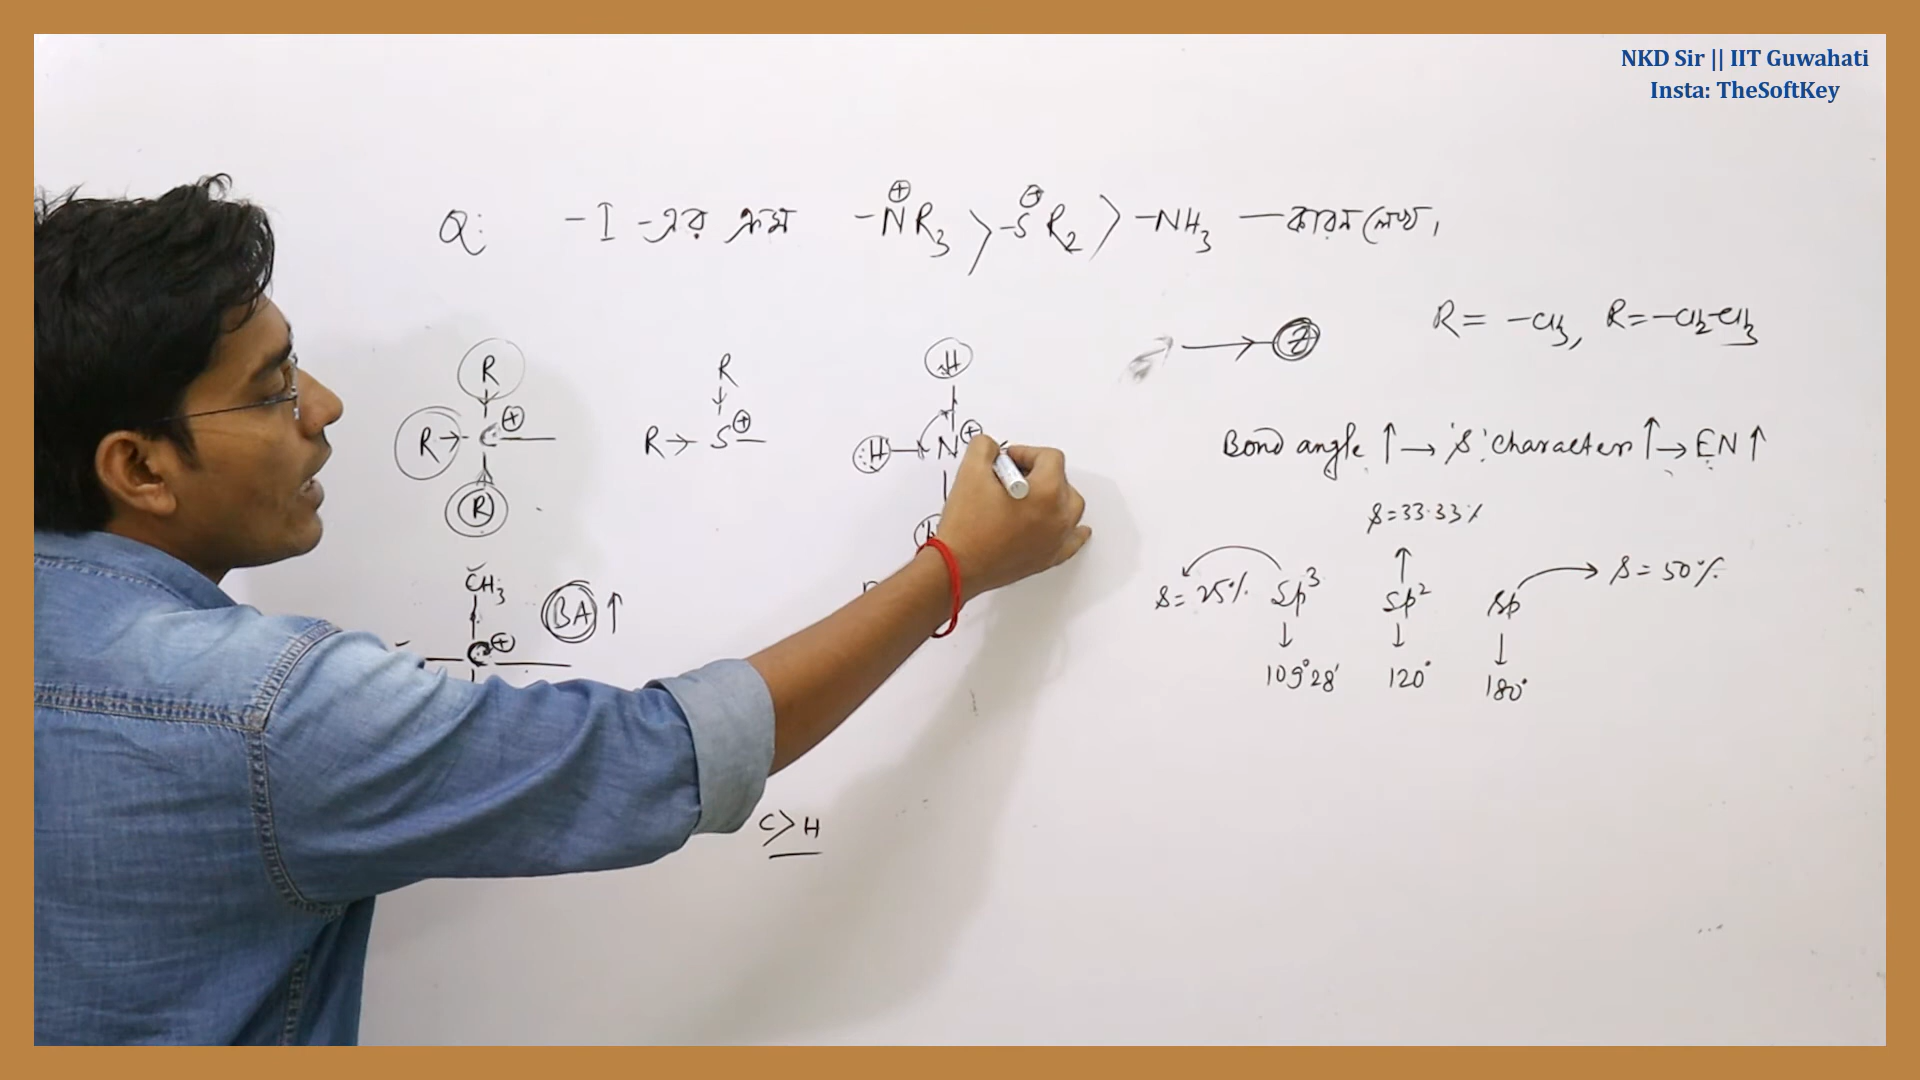 NKD Sir || IIT Guwahati
Insta: TheSoftKey
Q: -I -এর ক্রম -N⊕R₃ > -S⊕R₂ > -NH₃ — কারন লেখ।
R = -CH₃, R = -CH₂-CH₃
R
R → C ⊕
R
R
R → S ⊕
H
H N ⊕
Z
Bond angle ↑ → 'S' character ↑ → EN ↑
S = 33.33%
S = 25% Sp³ Sp² Sp → S = 50%
109°28' 120° 180°
CH₃
C ⊕
BA ↑
C > H